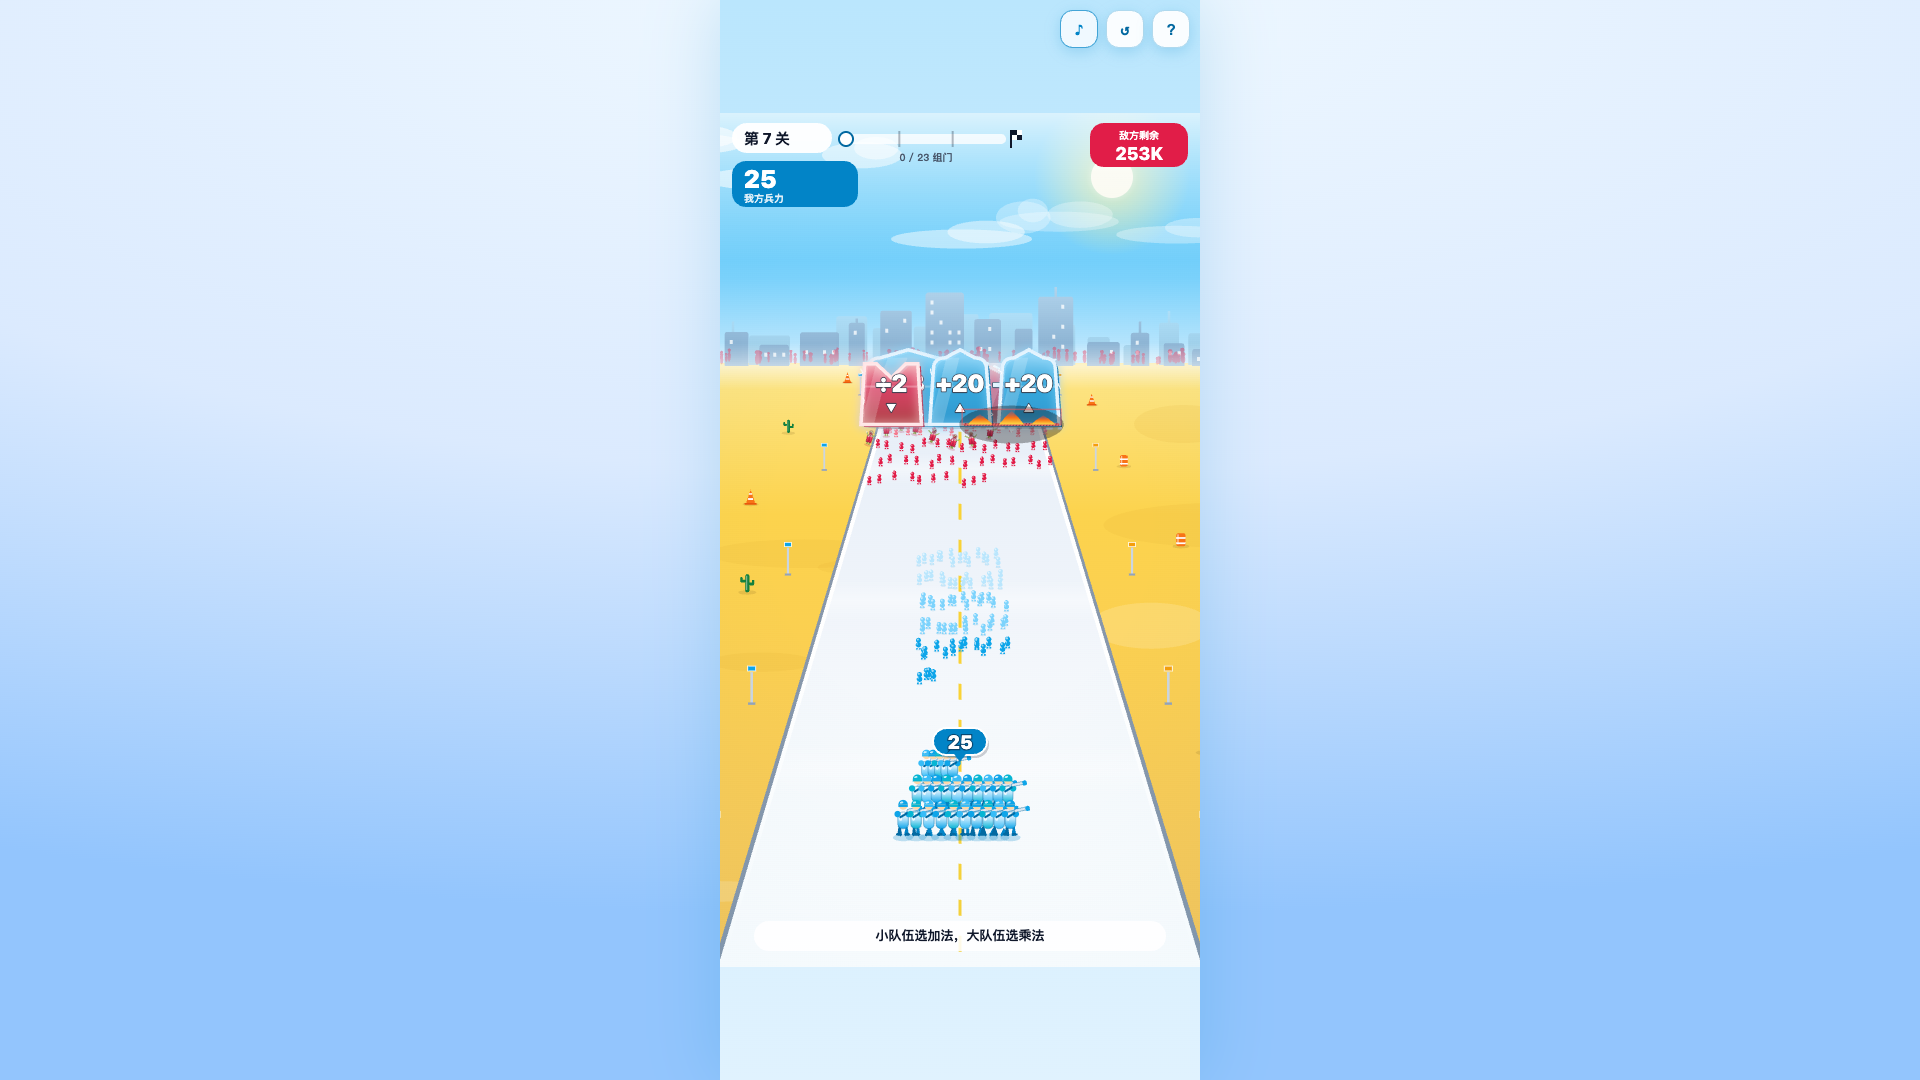 ♪ ↺ ?
第 7 关
0 / 23 组门
敌方剩余
253K
25
我方兵力
÷2 +20 +20
▼ ▲ ▲
25
小队伍选加法，大队伍选乘法